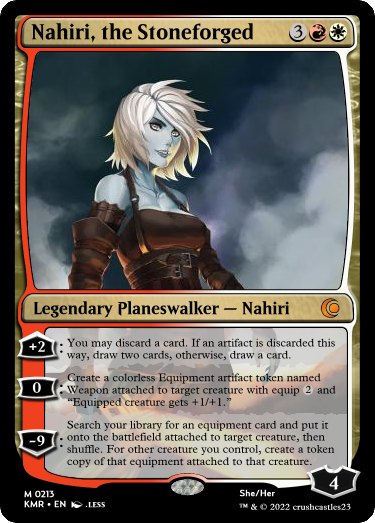 Nahiri, the Stoneforged 3
Legendary Planeswalker — Nahiri
+2: You may discard a card. If an artifact is discarded this
way, draw two cards, otherwise, draw a card.
0: Create a colorless Equipment artifact token named
Weapon attached to target creature with equip 2 and
“Equipped creature gets +1/+1.”
-9: Search your library for an equipment card and put it
onto the battlefield attached to target creature, then
shuffle. For other creature you control, create a token
copy of that equipment attached to that creature.
4
M 0213 She/Her
KMR • EN .LESS ™ & © 2022 crushcastles23